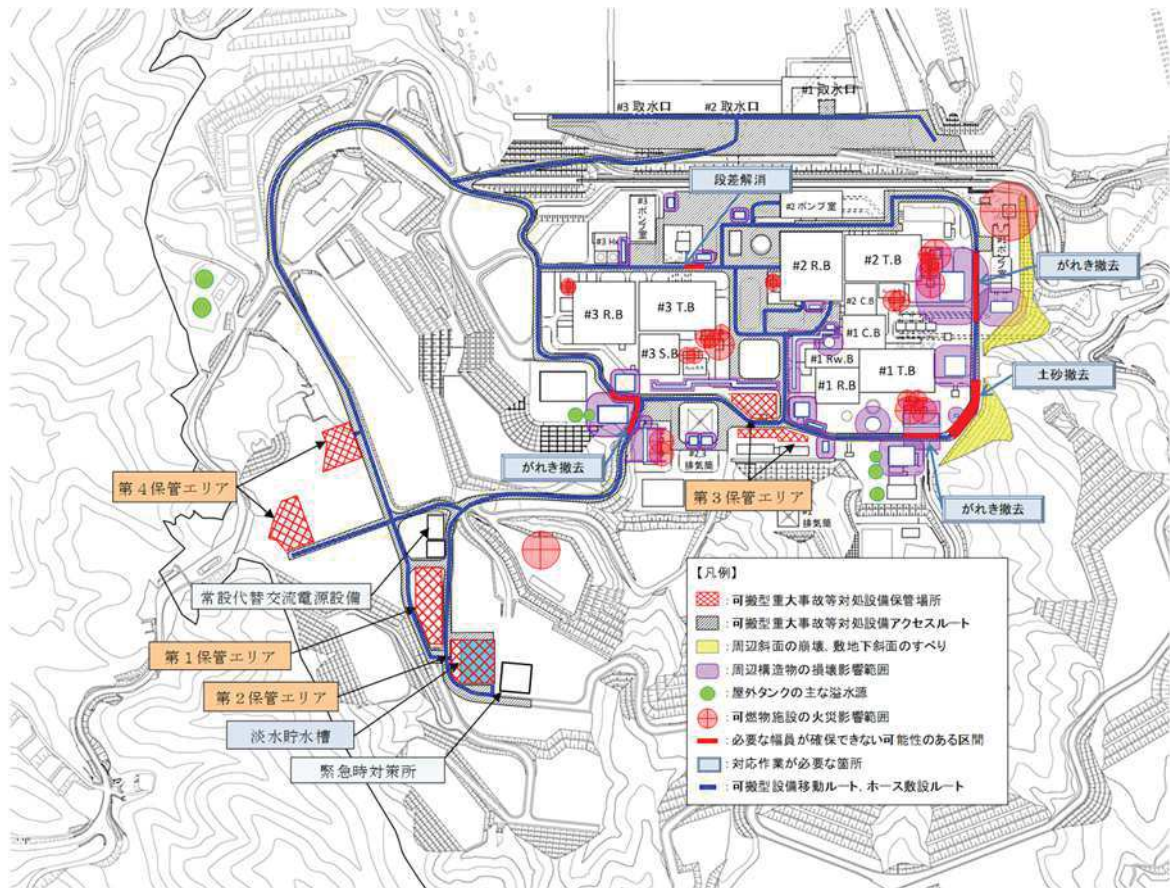 #1 取水口
#3 取水口
#2 取水口
段差解消
#3
ポンプ
室
#2 ポンプ室
#3 Hx
がれき撤去
#2 R.B
#2 T.B
#3 R.B
#3 T.B
#2 C.B
#3 S.B
#1 C.B
#1 Rw.B
#1 R.B
#1 T.B
土砂撤去
がれき撤去
#2,3
排気筒
第3保管エリア
がれき撤去
排気筒
第4保管エリア
常設代替交流電源設備
第1保管エリア
第2保管エリア
淡水貯水槽
緊急時対策所
【凡例】
：可搬型重大事故等対処設備保管場所
：可搬型重大事故等対処設備アクセスルート
：周辺斜面の崩壊、敷地下斜面のすべり
：周辺構造物の損壊影響範囲
：屋外タンクの主な溢水源
：可燃物施設の火災影響範囲
：必要な幅員が確保できない可能性のある区間
：対応作業が必要な箇所
：可搬型設備移動ルート，ホース敷設ルート